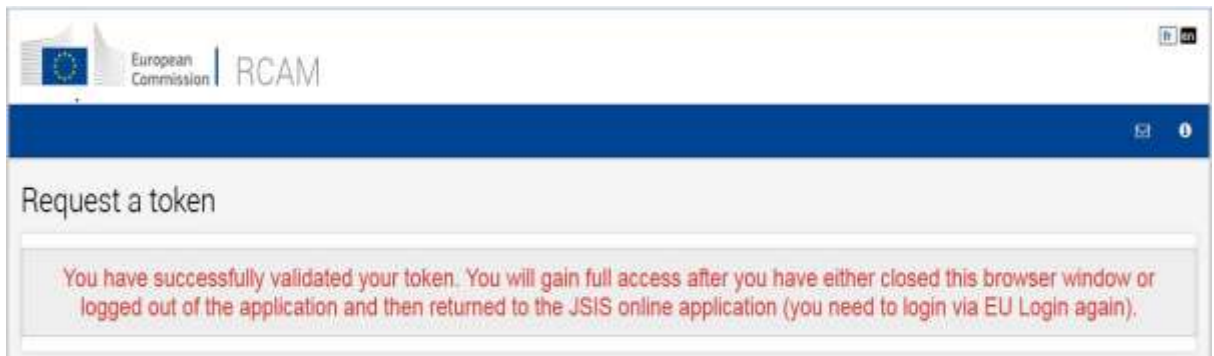 fr en
European
Commission
RCAM
Request a token
You have successfully validated your token. You will gain full access after you have either closed this browser window or
logged out of the application and then returned to the JSIS online application (you need to login via EU Login again).